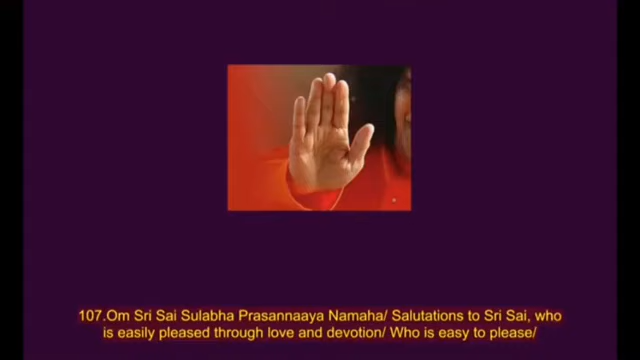 107.Om Sri Sai Sulabha Prasannaaya Namaha/ Salutations to Sri Sai, who
is easily pleased through love and devotion/ Who is easy to please/